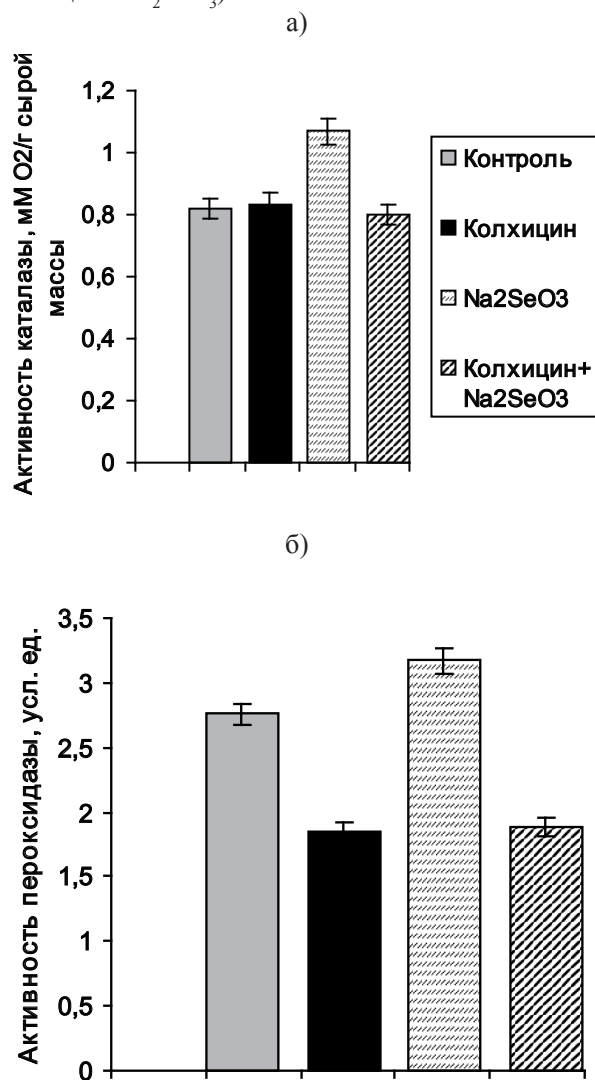 а)
Активность каталазы, мМ О2/г сырой
массы
1,2
1
0,8
0,6
0,4
0,2
0
Контроль
Колхицин
Na2SeO3
Колхицин+
Na2SeO3
б)
Активность пероксидазы, усл. ед.
3,5
3
2,5
2
1,5
1
0,5
0